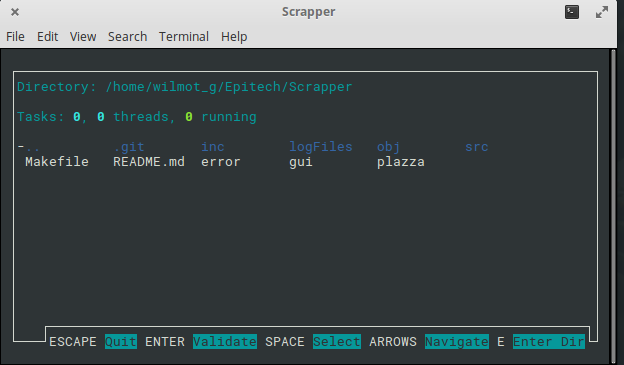 Scrapper
File Edit View Search Terminal Help
Directory: /home/wilmot_g/Epitech/Scrapper
Tasks: 0, 0 threads, 0 running
-.. .git inc logFiles obj src
Makefile README.md error gui plazza
ESCAPE Quit ENTER Validate SPACE Select ARROWS Navigate E Enter Dir